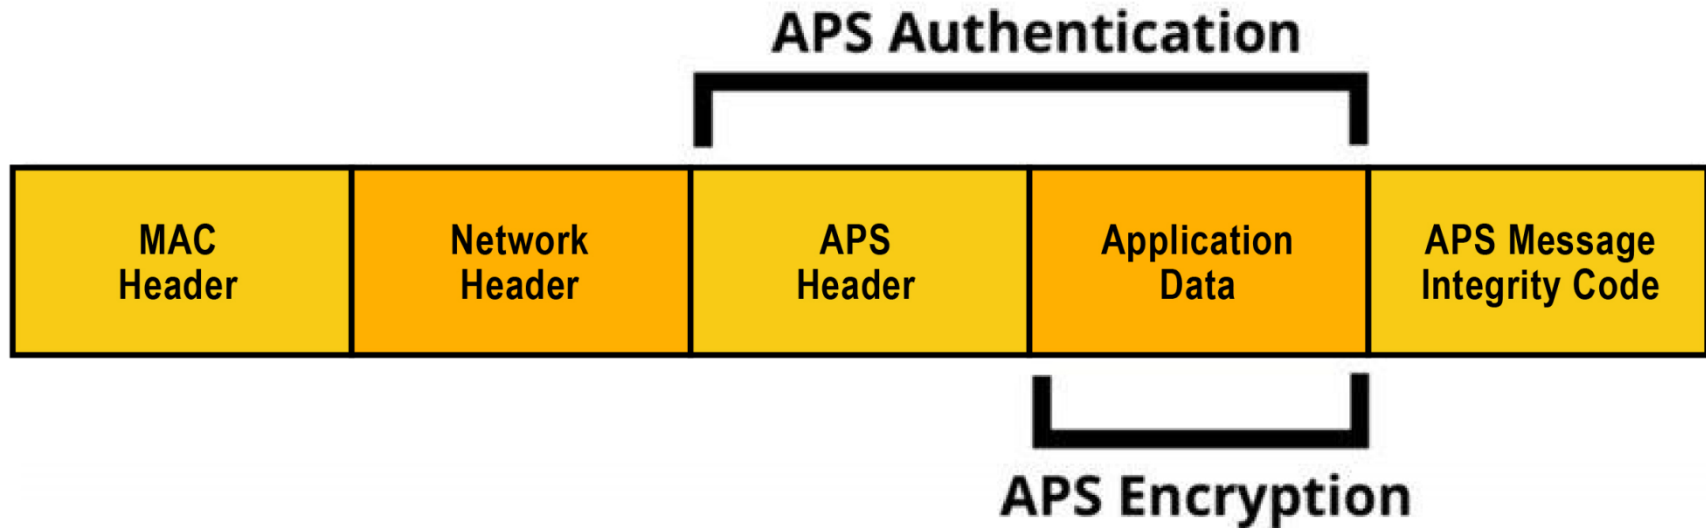 APS Authentication
MAC
Header
Network
Header
APS
Header
Application
Data
APS Message
Integrity Code
APS Encryption